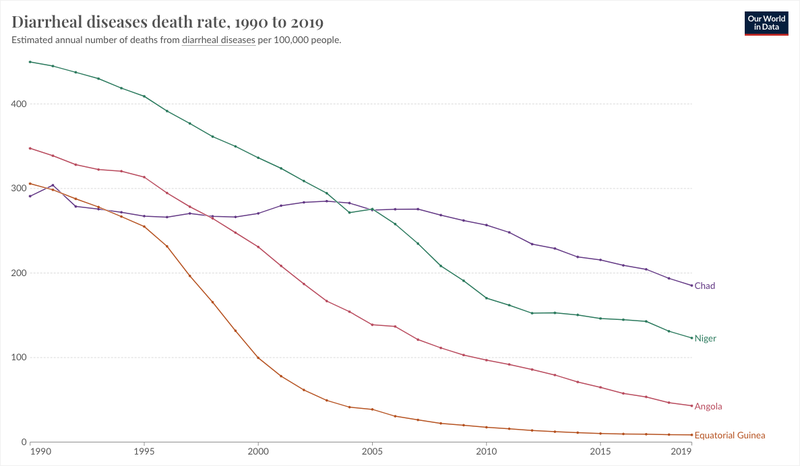 Diarrheal diseases death rate, 1990 to 2019
Estimated annual number of deaths from diarrheal diseases per 100,000 people.
Our World
in Data
400
300
200
100
0
Chad
Niger
Angola
Equatorial Guinea
1990
1995
2000
2005
2010
2015
2019